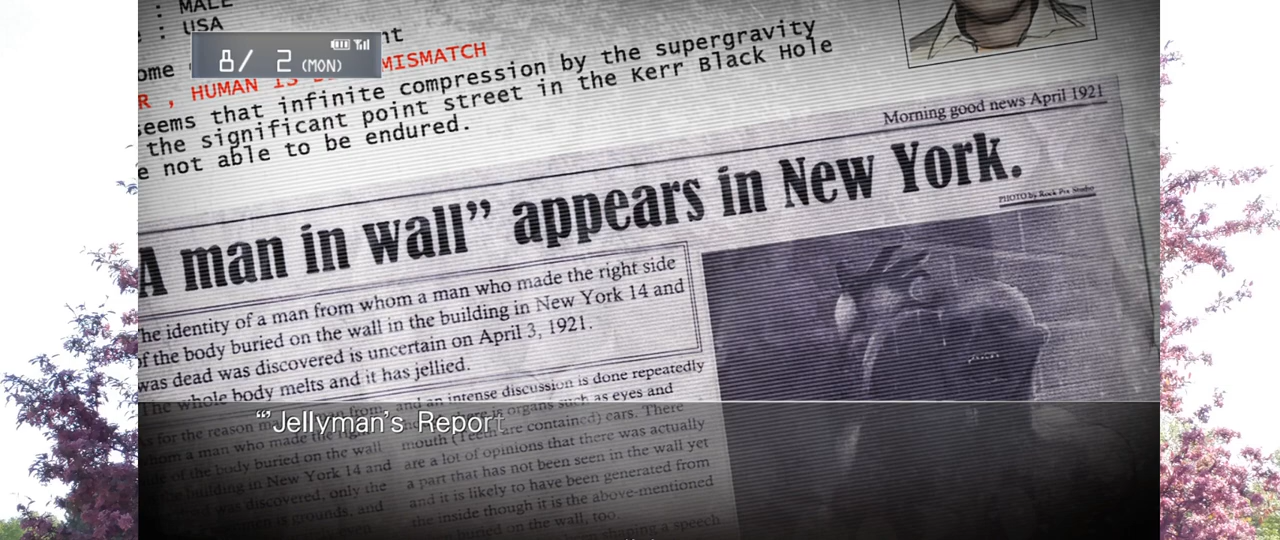 : MALE
: USA
8/ 2 (MON)
MISMATCH
R , HUMAN IS
seems that infinite compression by the supergravity
the significant point street in the Kerr Black Hole
e not able to be endured.
Morning good news April 1921
A man in wall” appears in New York.
PHOTO by Rock Pix Studio
he identity of a man from whom a man who made the right side
of the body buried on the wall in the building in New York 14 and
was dead was discovered is uncertain on April 3, 1921.
The whole body melts and it has jellied.
“’Jellyman’s Report
As for the reason
whom a man who made the right
of the body buried on the wall
building in New York 14 and
was discovered, only the
is grounds, and
and an intense discussion is done repeatedly
is organs such as eyes and
mouth (Teeth are contained) ears. There
are a lot of opinions that there was actually
a part that has not been seen in the wall yet
and it is likely to have been generated from
the inside though it is the above-mentioned
buried on the wall, too.
a speech